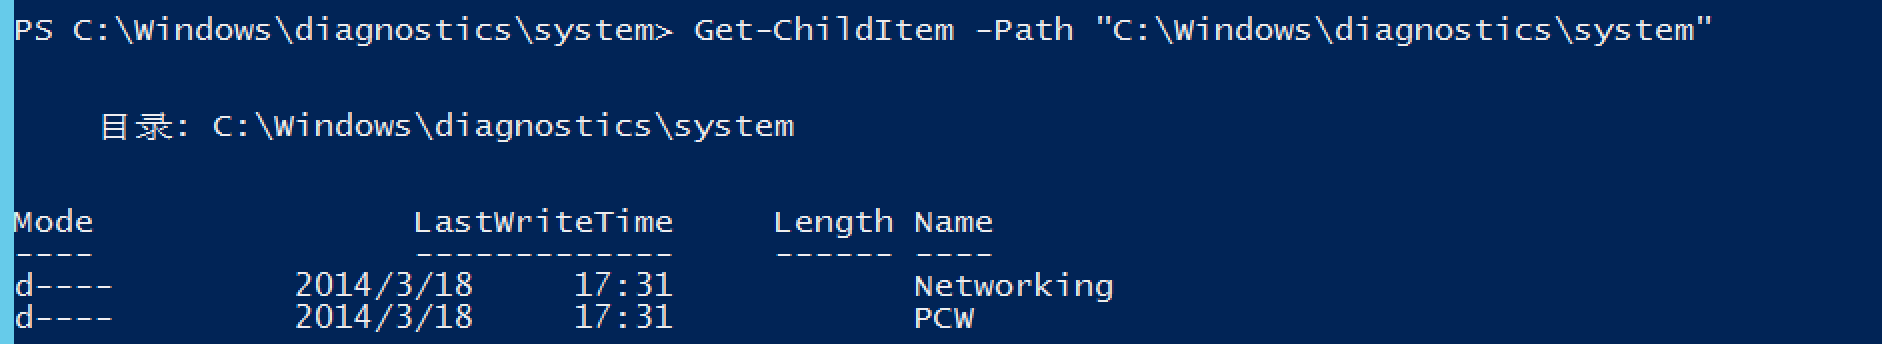 PS C:\Windows\diagnostics\system> Get-ChildItem -Path "C:\Windows\diagnostics\system"
目录: C:\Windows\diagnostics\system
Mode LastWriteTime Length Name
---- ------------- ------ ----
d---- 2014/3/18 17:31 Networking
d---- 2014/3/18 17:31 PCW